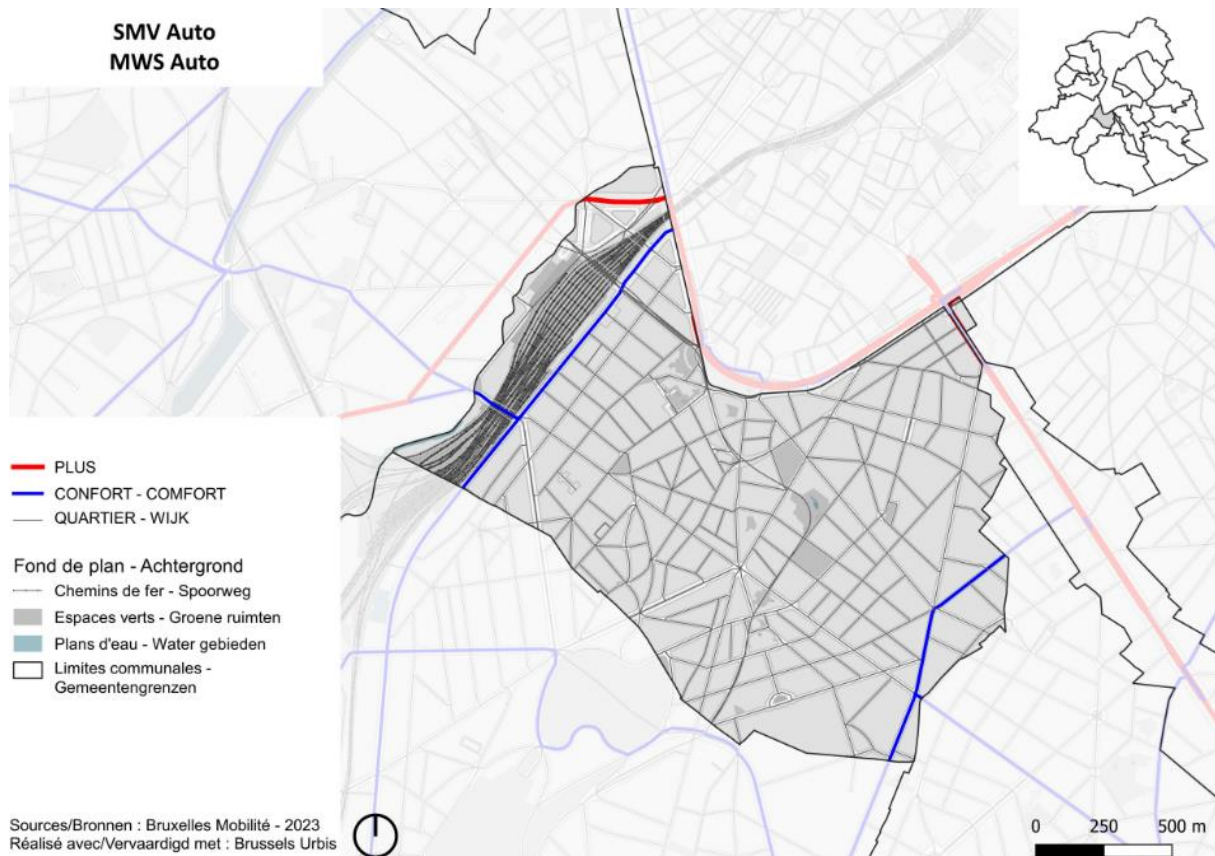 SMV Auto
MWS Auto
PLUS
CONFORT - COMFORT
QUARTIER - WIJK
Fond de plan - Achtergrond
Chemins de fer - Spoorweg
Espaces verts - Groene ruimten
Plans d'eau - Water gebieden
Limites communales -
Gemeentengrenzen
Sources/Bronnen : Bruxelles Mobilité - 2023
Réalisé avec/Vervaardigd met : Brussels Urbis
0 250 500 m